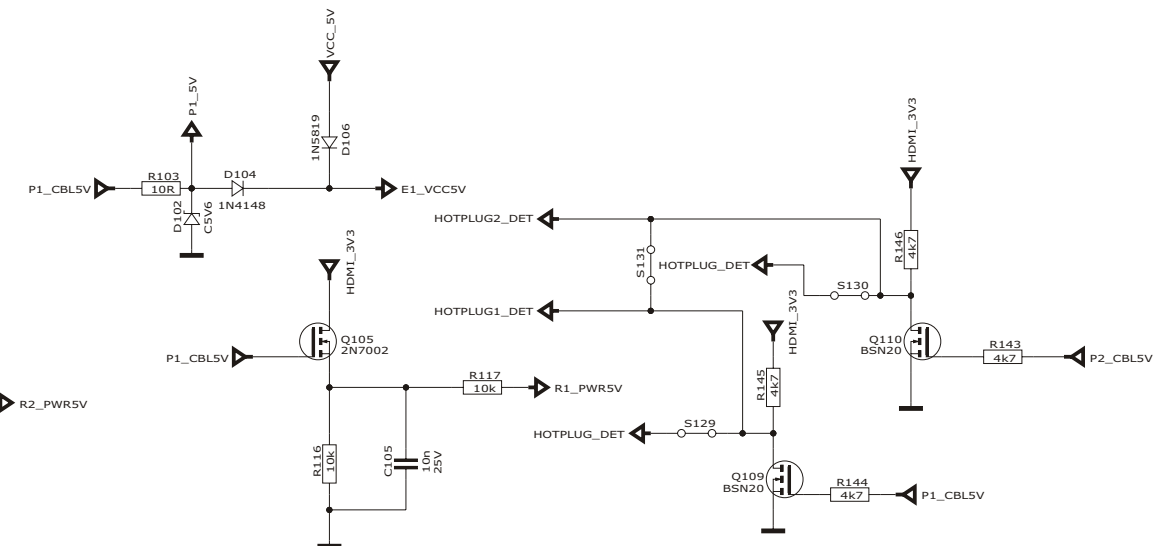 VCC_5V
P1_5V
1N5819
D106
P1_CBL5V
R103
10R
D104
1N4148
E1_VCC5V
D102
C5V6
HDMI_3V3
HOTPLUG2_DET
HDMI_3V3
R146
4k7
S131
HOTPLUG_DET
S130
HOTPLUG1_DET
HDMI_3V3
Q105
2N7002
P1_CBL5V
Q110
BSN20
R143
4k7
P2_CBL5V
R117
10k
R1_PWR5V
R145
4k7
R2_PWR5V
HOTPLUG_DET
S129
R116
10k
C105
10n
25V
Q109
BSN20
R144
4k7
P1_CBL5V